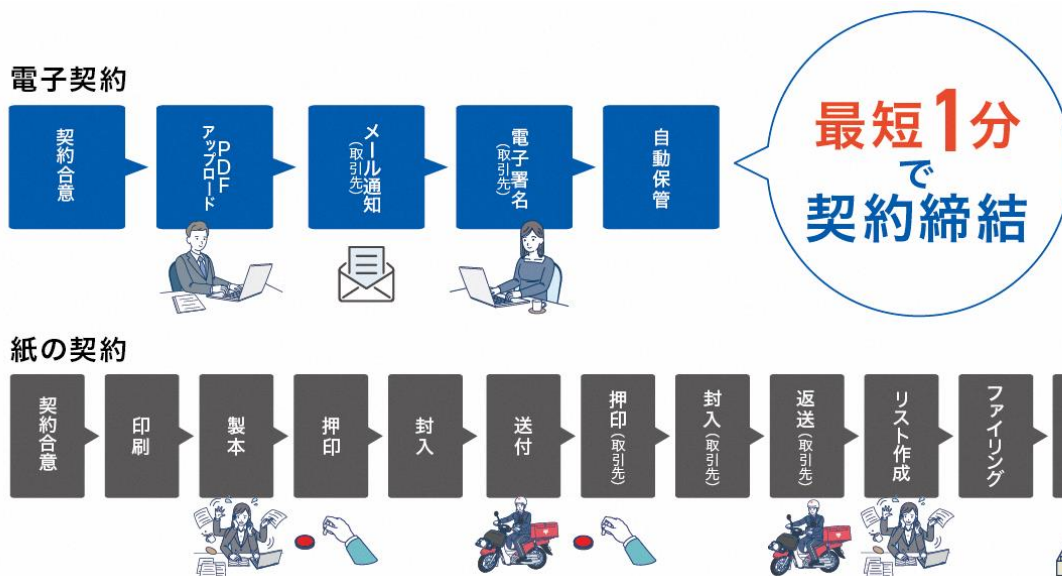 電子契約
契約合意
PDF
アップロード
メール通知
(取引先)
電子署名
(取引先)
自動保管
最短1分
で
契約締結
紙の契約
契約合意
印刷
製本
押印
封入
送付
押印(取引先)
封入(取引先)
返送(取引先)
リスト作成
ファイリング